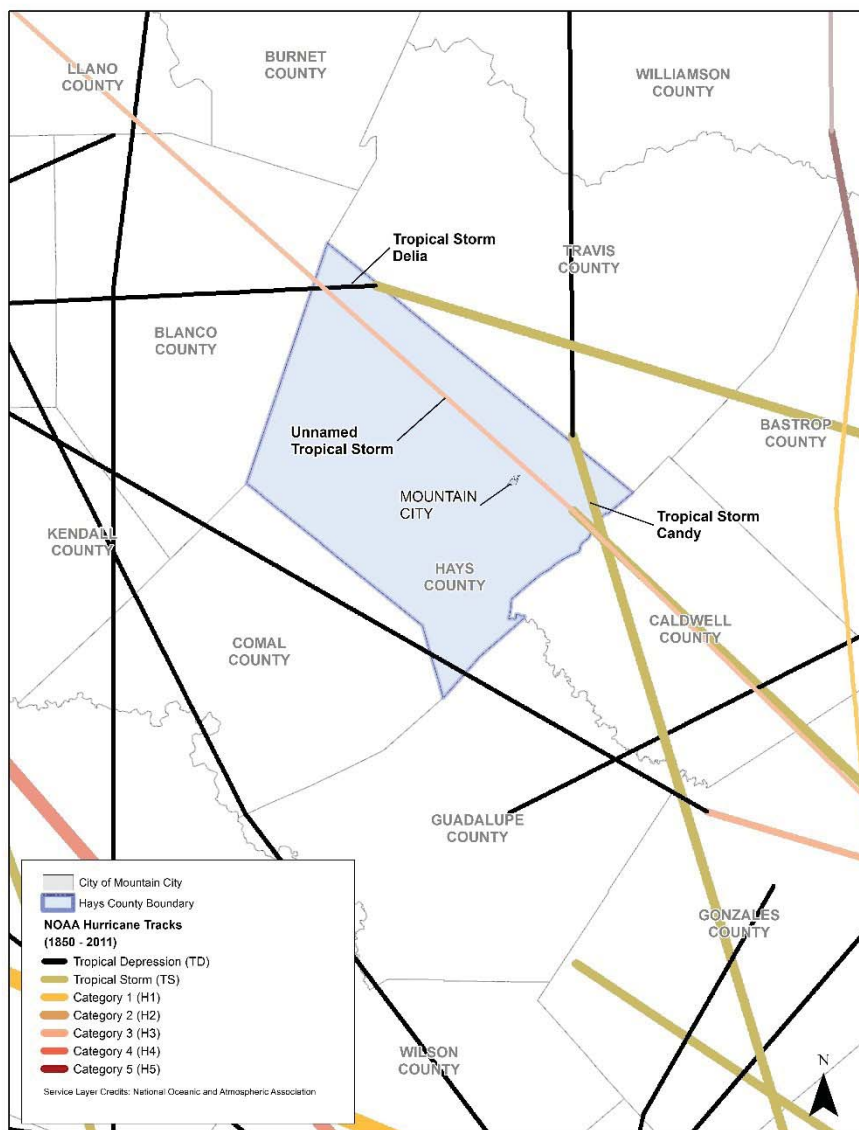 LLANO
COUNTY
BURNET
COUNTY
WILLIAMSON
COUNTY
Tropical Storm
Delia
TRAVIS
COUNTY
BLANCO
COUNTY
Unnamed
Tropical Storm
BASTROP
COUNTY
MOUNTAIN
CITY
Tropical Storm
Candy
KENDALL
COUNTY
HAYS
COUNTY
COMAL
COUNTY
CALDWELL
COUNTY
GUADALUPE
COUNTY
GONZALES
COUNTY
WILSON
COUNTY
City of Mountain City
Hays County Boundary
NOAA Hurricane Tracks
(1850 - 2011)
Tropical Depression (TD)
Tropical Storm (TS)
Category 1 (H1)
Category 2 (H2)
Category 3 (H3)
Category 4 (H4)
Category 5 (H5)
Service Layer Credits: National Oceanic and Atmospheric Association
N